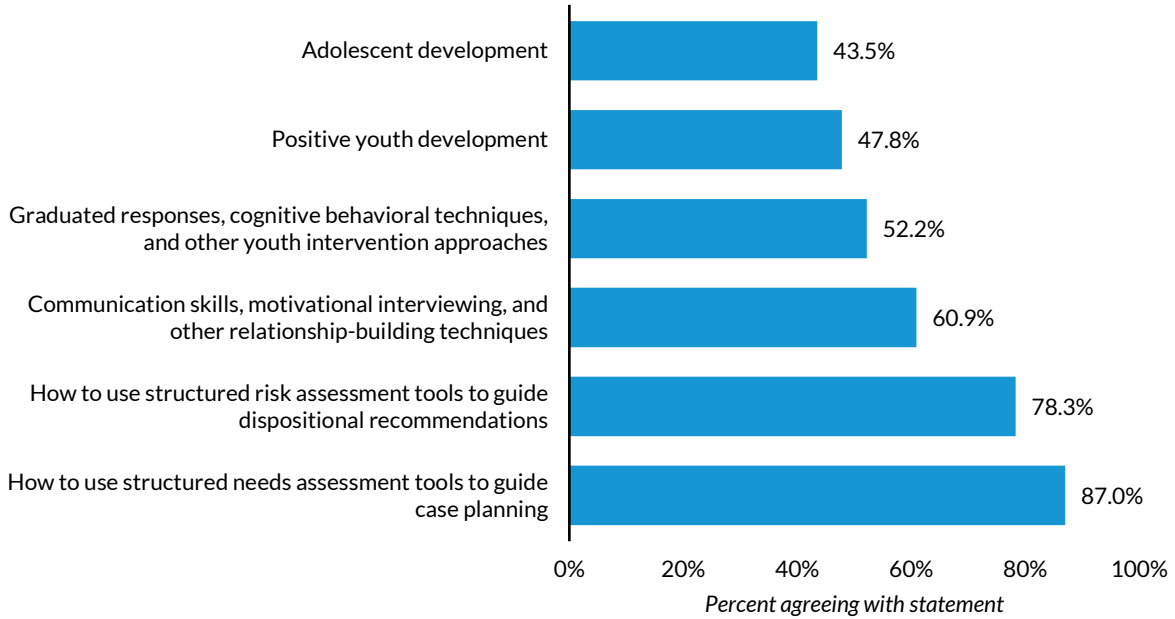 Adolescent development
43.5%
Positive youth development
47.8%
Graduated responses, cognitive behavioral techniques,
and other youth intervention approaches
52.2%
Communication skills, motivational interviewing, and
other relationship-building techniques
60.9%
How to use structured risk assessment tools to guide
dispositional recommendations
78.3%
How to use structured needs assessment tools to guide
case planning
87.0%
0% 20% 40% 60% 80% 100%
Percent agreeing with statement